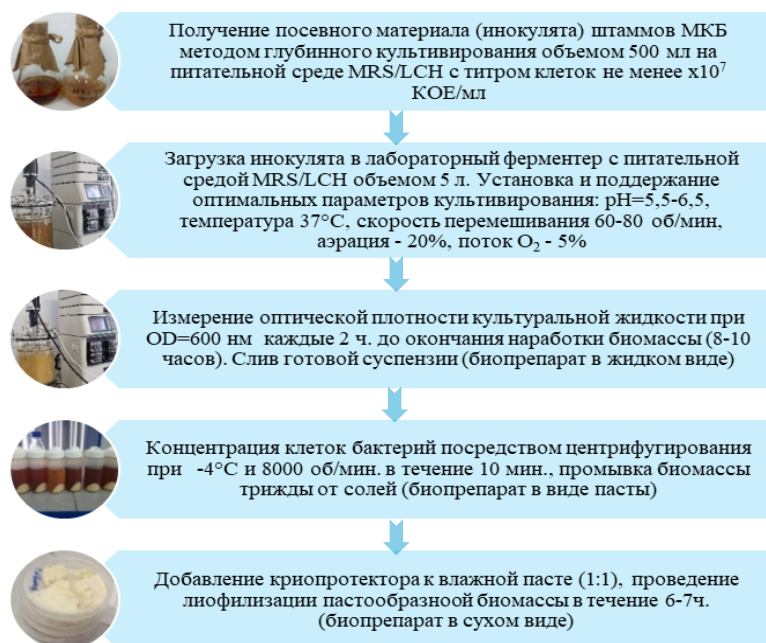 Получение посевного материала (инокулята) штаммов МКБ
методом глубинного культивирования объемом 500 мл на
питательной среде MRS/LCH с титром клеток не менее х10⁷
КОЕ/мл
Загрузка инокулята в лабораторный ферментер с питательной
средой MRS/LCH объемом 5 л. Установка и поддержание
оптимальных параметров культивирования: pH=5,5-6,5,
температура 37°С, скорость перемешивания 60-80 об/мин,
аэрация - 20%, поток O₂ - 5%
Измерение оптической плотности культуральной жидкости при
OD=600 нм каждые 2 ч. до окончания наработки биомассы (8-10
часов). Слив готовой суспензии (биопрепарат в жидком виде)
Концентрация клеток бактерий посредством центрифугирования
при -4°С и 8000 об/мин. в течение 10 мин., промывка биомассы
трижды от солей (биопрепарат в виде пасты)
Добавление криопротектора к влажной пасте (1:1), проведение
лиофилизации пастообразноой биомассы в течение 6-7ч.
(биопрепарат в сухом виде)